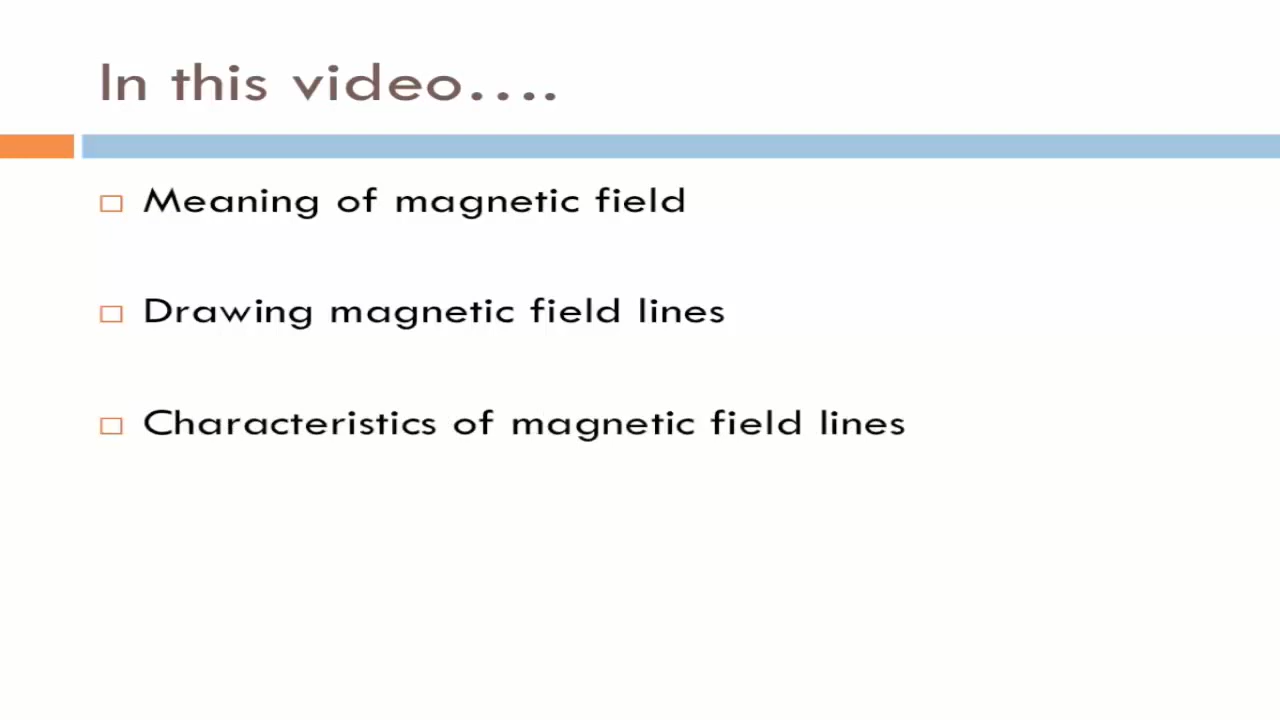 In this video....
Meaning of magnetic field
Drawing magnetic field lines
Characteristics of magnetic field lines